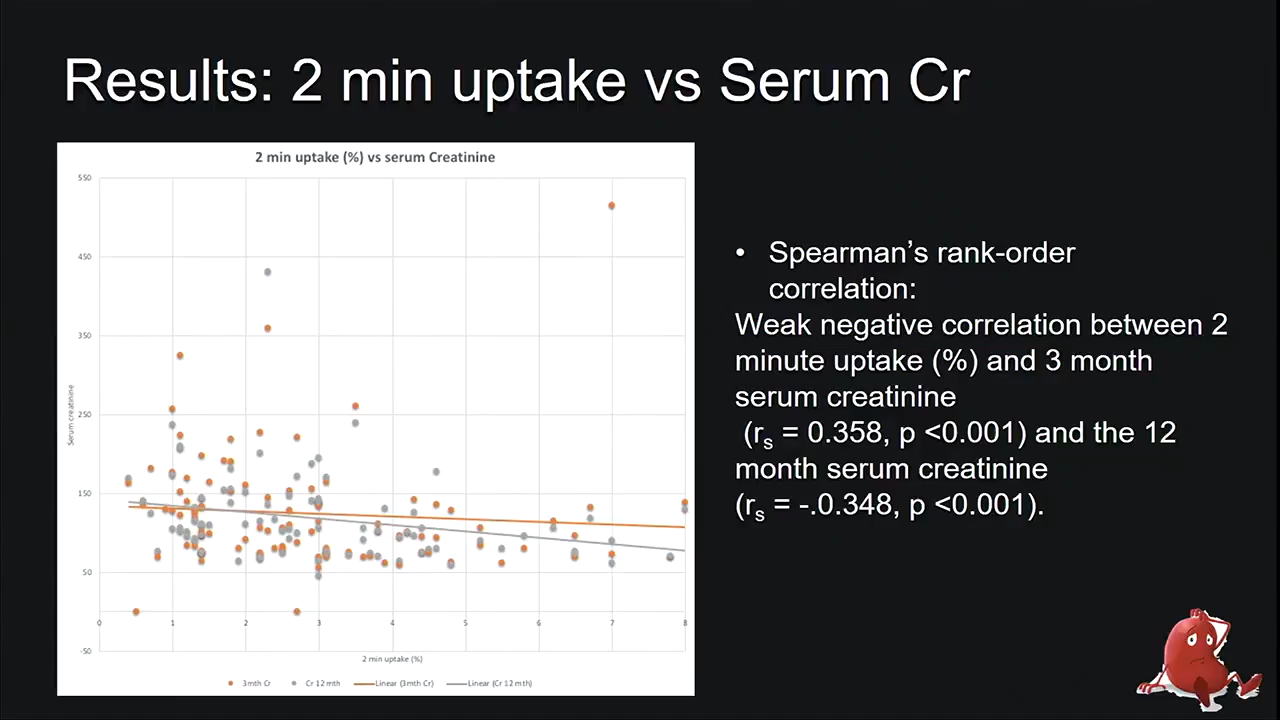 Results: 2 min uptake vs Serum Cr
2 min uptake (%) vs serum Creatinine
550
450
350
250
150
50
-50
Serum creatinine
0 1 2 3 4 5 6 7 8
2 min uptake (%)
3mth Cr Cr 12 mth Linear (3mth Cr) Linear (Cr 12 mth)
• Spearman’s rank-order
correlation:
Weak negative correlation between 2
minute uptake (%) and 3 month
serum creatinine
(rs = 0.358, p <0.001) and the 12
month serum creatinine
(rs = -.0.348, p <0.001).